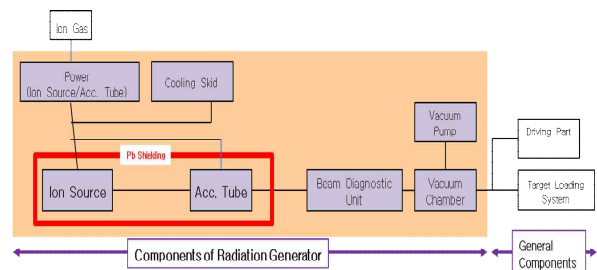 Ion Gas
Power
(Ion Source/Acc. Tube)
Cooling Skid
Vacuum
Pump
Driving Part
Pb Shielding
Ion Source
Acc. Tube
Beam Diagnostic
Unit
Vacuum
Chamber
Target Loading
System
Components of Radiation Generator
General
Components